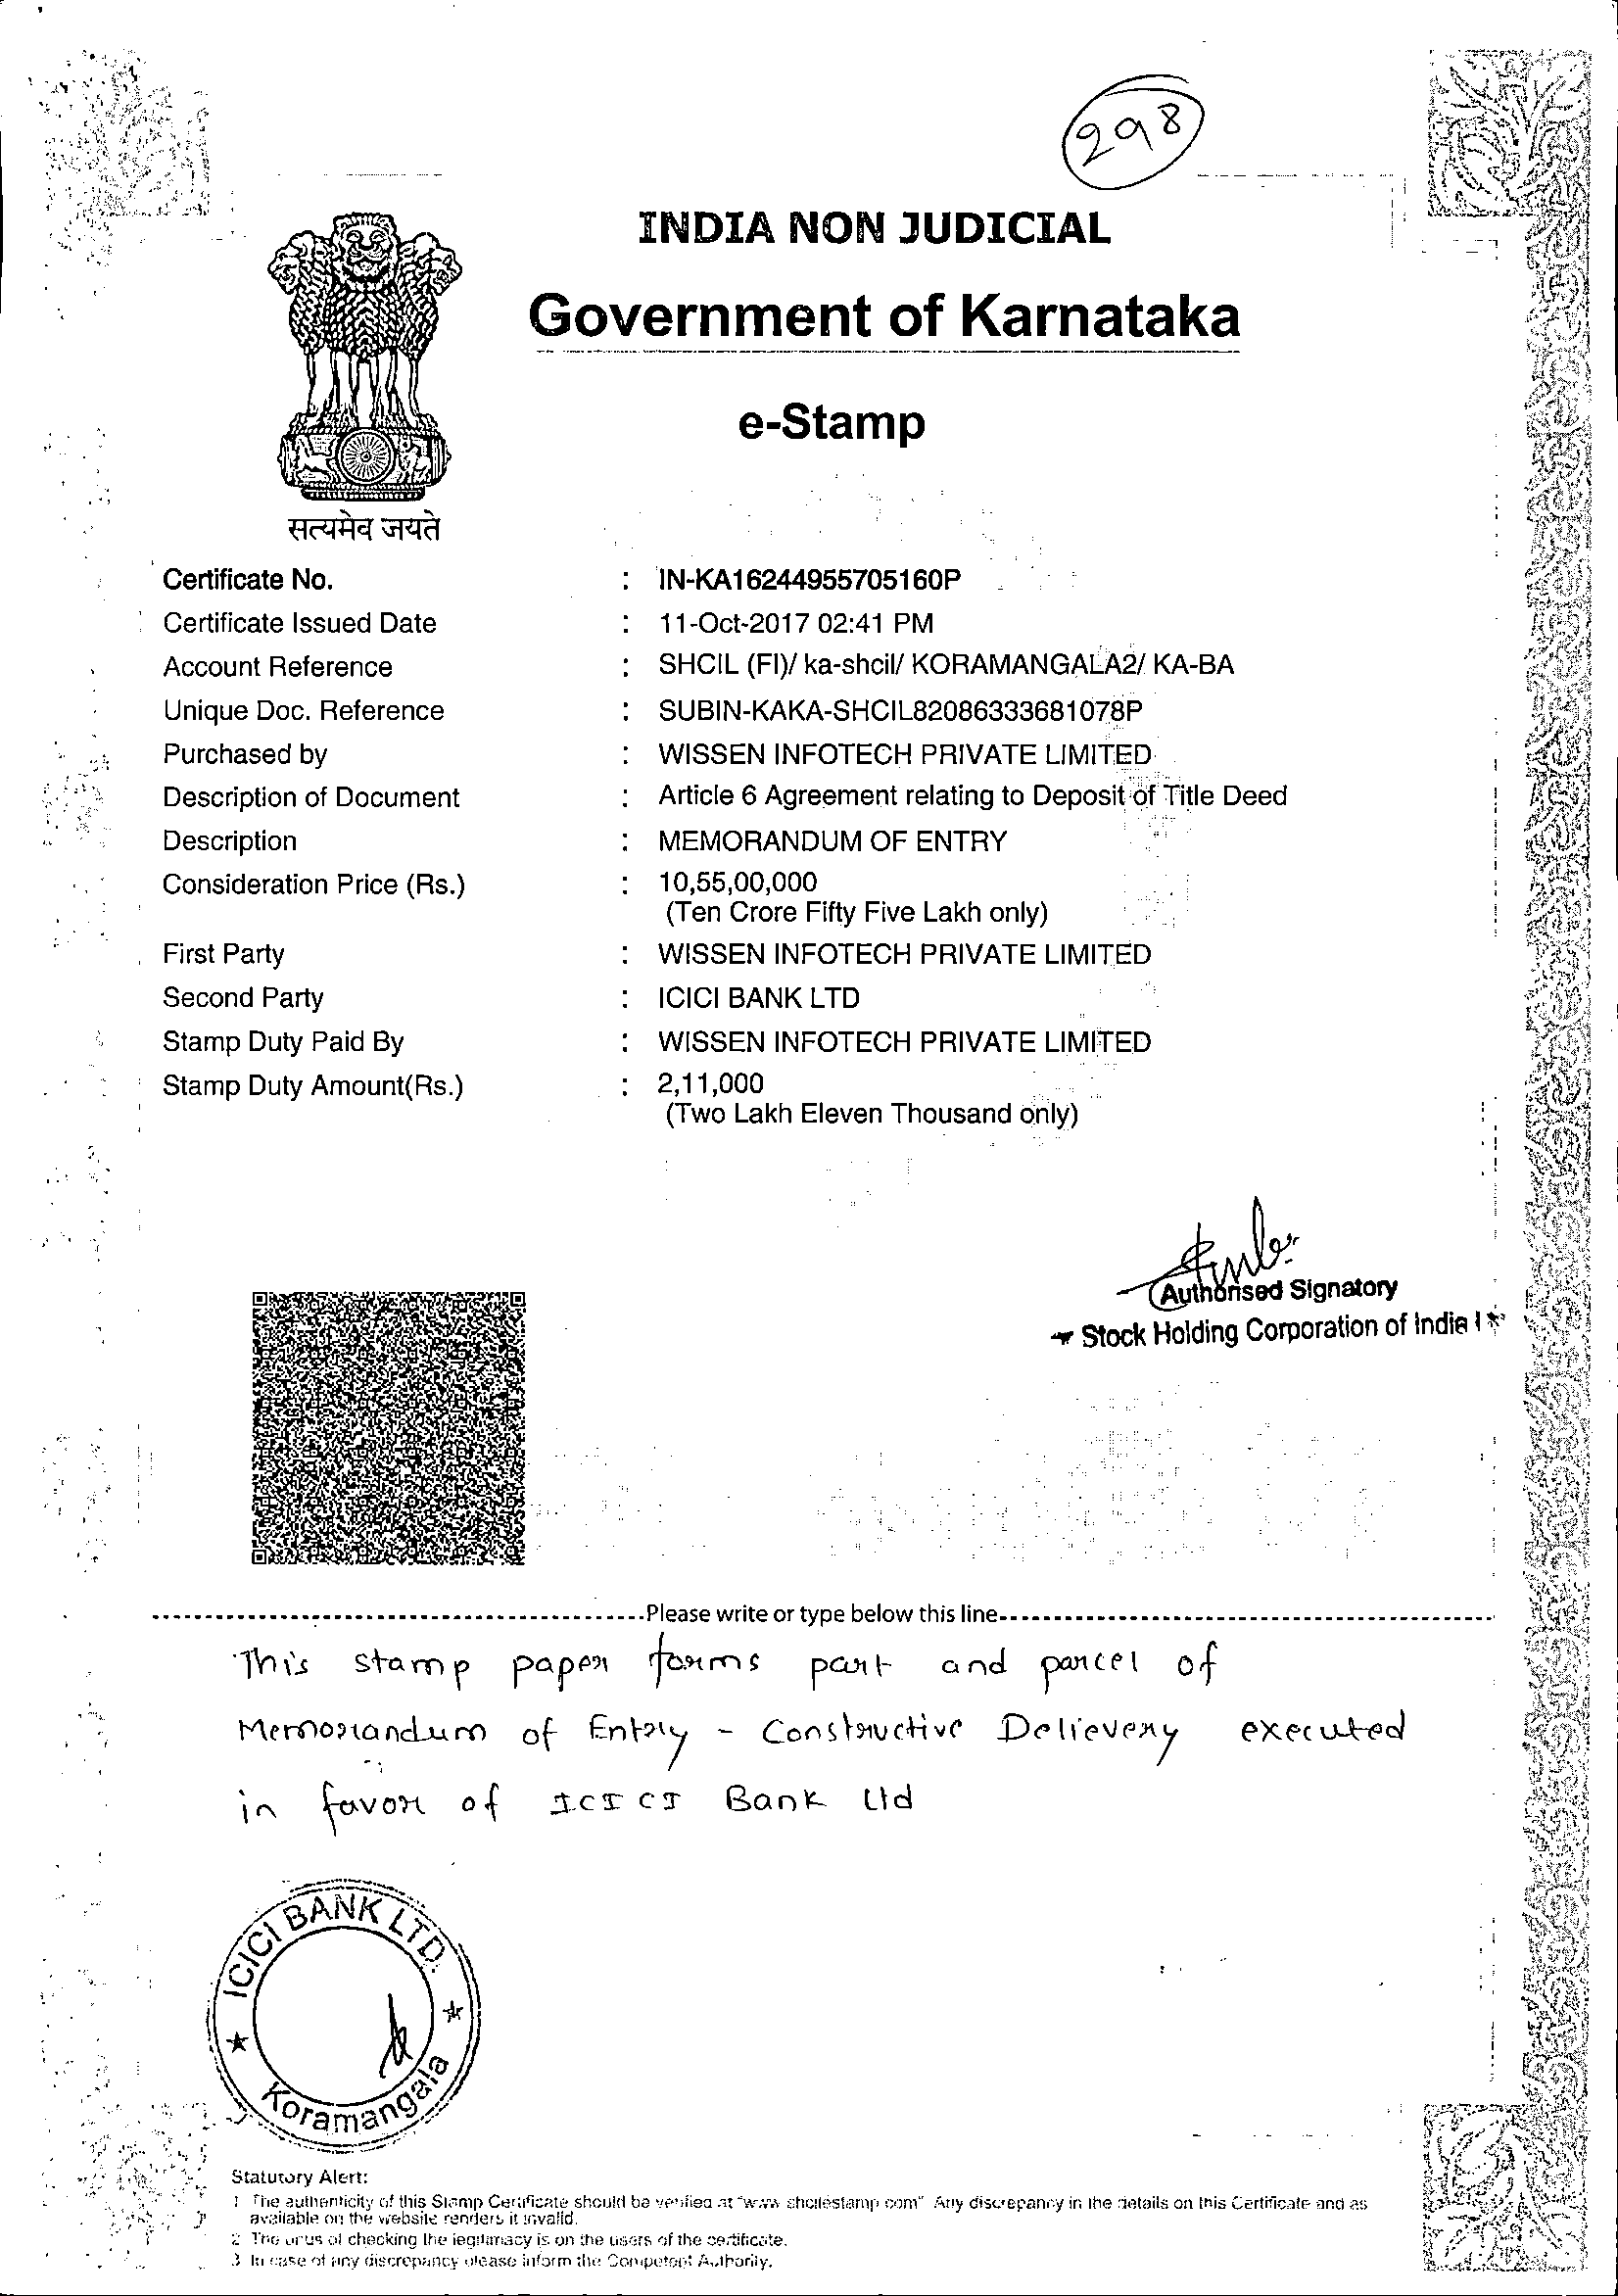 298
INDIA NON JUDICIAL
Government of Karnataka
e-Stamp
सत्यमेव जयते
Certificate No. : IN-KA16244955705160P
Certificate Issued Date : 11-Oct-2017 02:41 PM
Account Reference : SHCIL (FI)/ ka-shcil/ KORAMANGALA2/ KA-BA
Unique Doc. Reference : SUBIN-KAKA-SHCIL82086333681078P
Purchased by : WISSEN INFOTECH PRIVATE LIMITED
Description of Document : Article 6 Agreement relating to Deposit of Title Deed
Description : MEMORANDUM OF ENTRY
Consideration Price (Rs.) : 10,55,00,000
(Ten Crore Fifty Five Lakh only)
First Party : WISSEN INFOTECH PRIVATE LIMITED
Second Party : ICICI BANK LTD
Stamp Duty Paid By : WISSEN INFOTECH PRIVATE LIMITED
Stamp Duty Amount(Rs.) : 2,11,000
(Two Lakh Eleven Thousand only)
Authorised Signatory
Stock Holding Corporation of India
Please write or type below this line
This stamp paper forms part and parcel of
Memorandum of Entry - Constructive Delievery executed
in favor of ICICI Bank Ltd
ICICI BANK LTD.
Koramangala
Statutory Alert:
1 The authenticity of this Stamp Certificate should be verified at "www shcilestamp com" Any discrepancy in the details on this Certificate and as
available on the website renders it invalid.
2 The onus of checking the legitimacy is on the users of the certificate.
3 In case of any discrepancy please inform the Competent Authority.